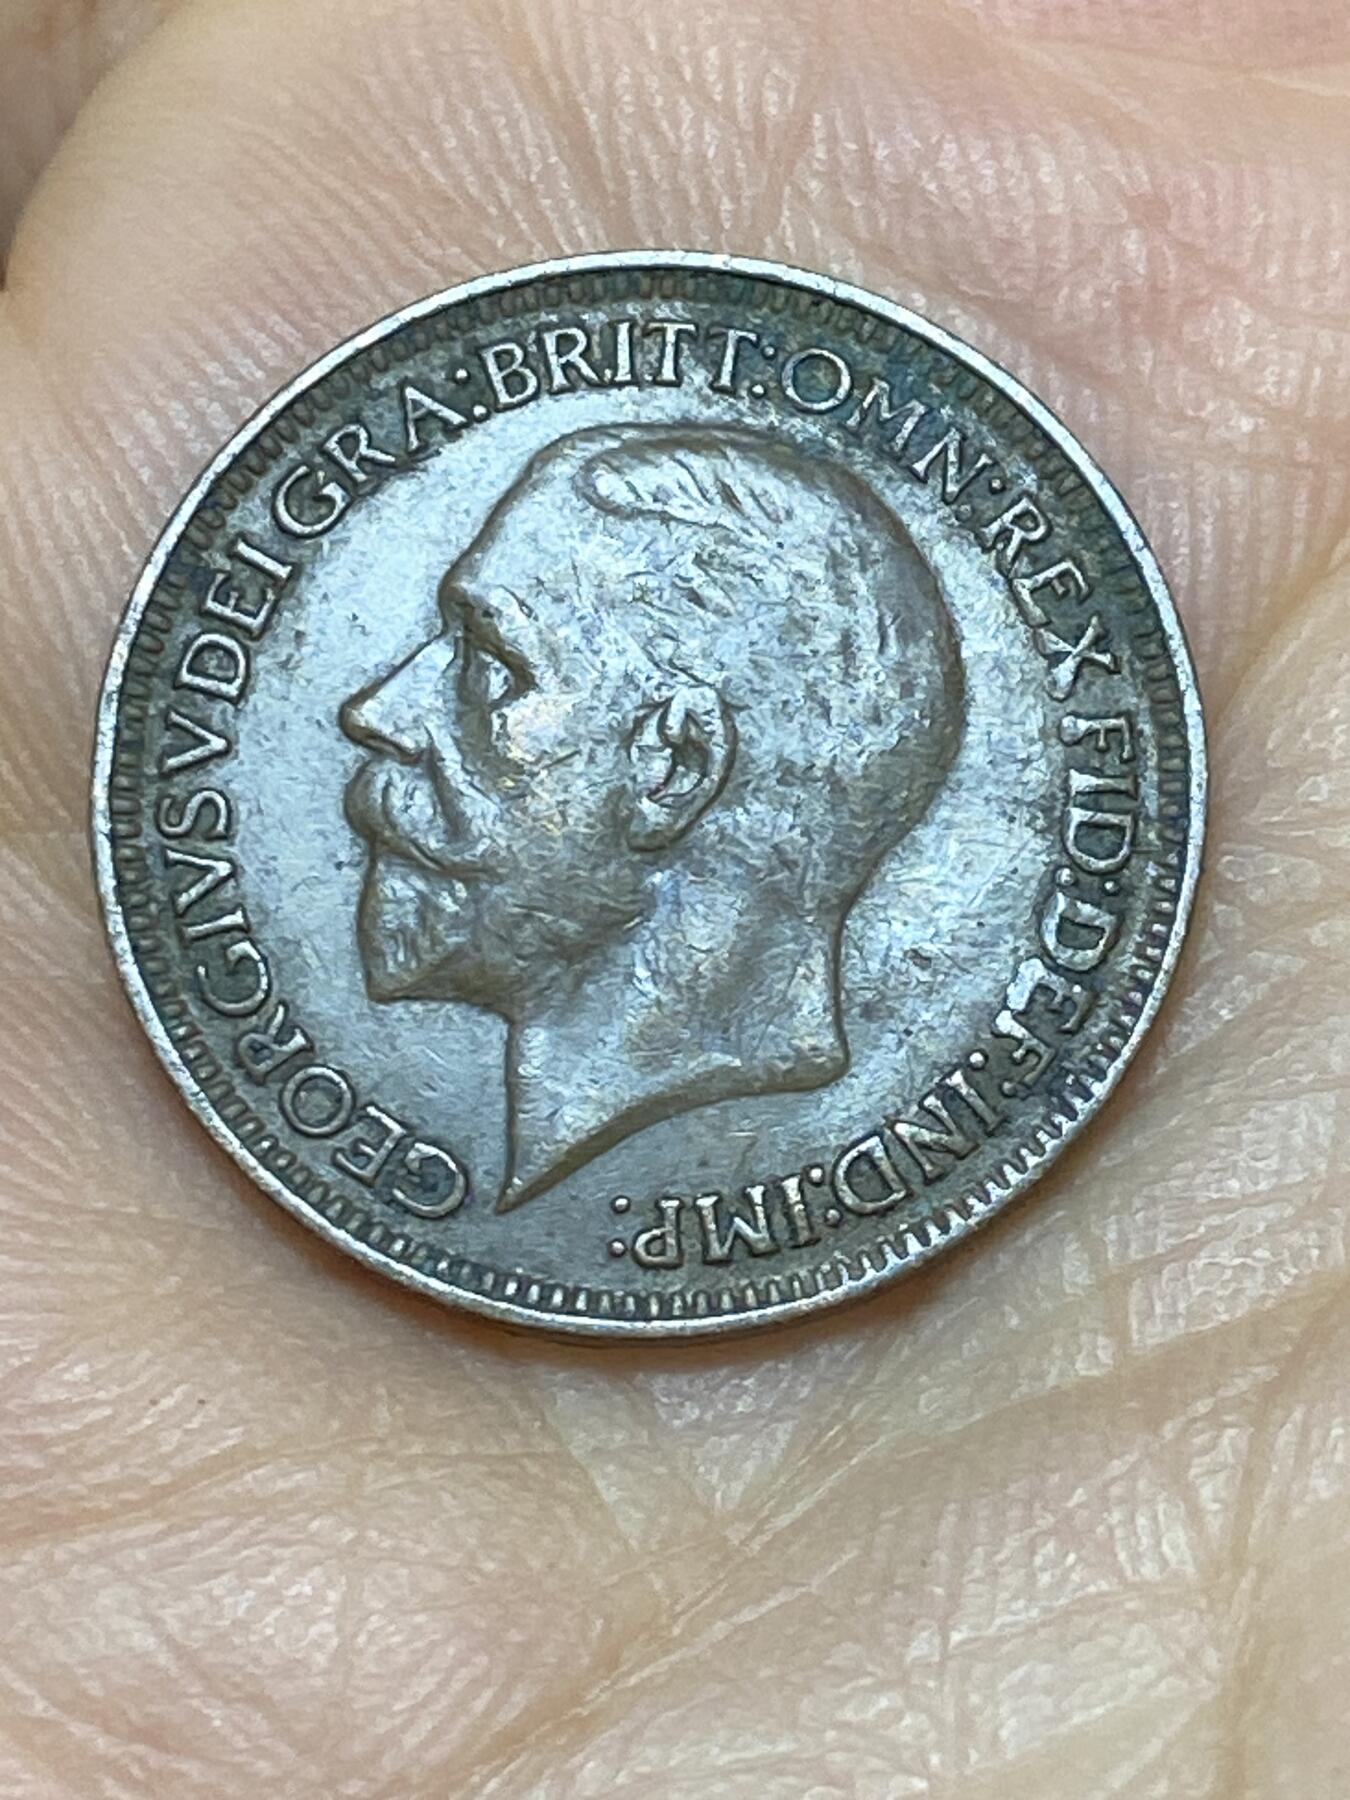 GEORGIVS V DEI GRA: BRITT: OMN: REX FID: DEF: IND: IMP: